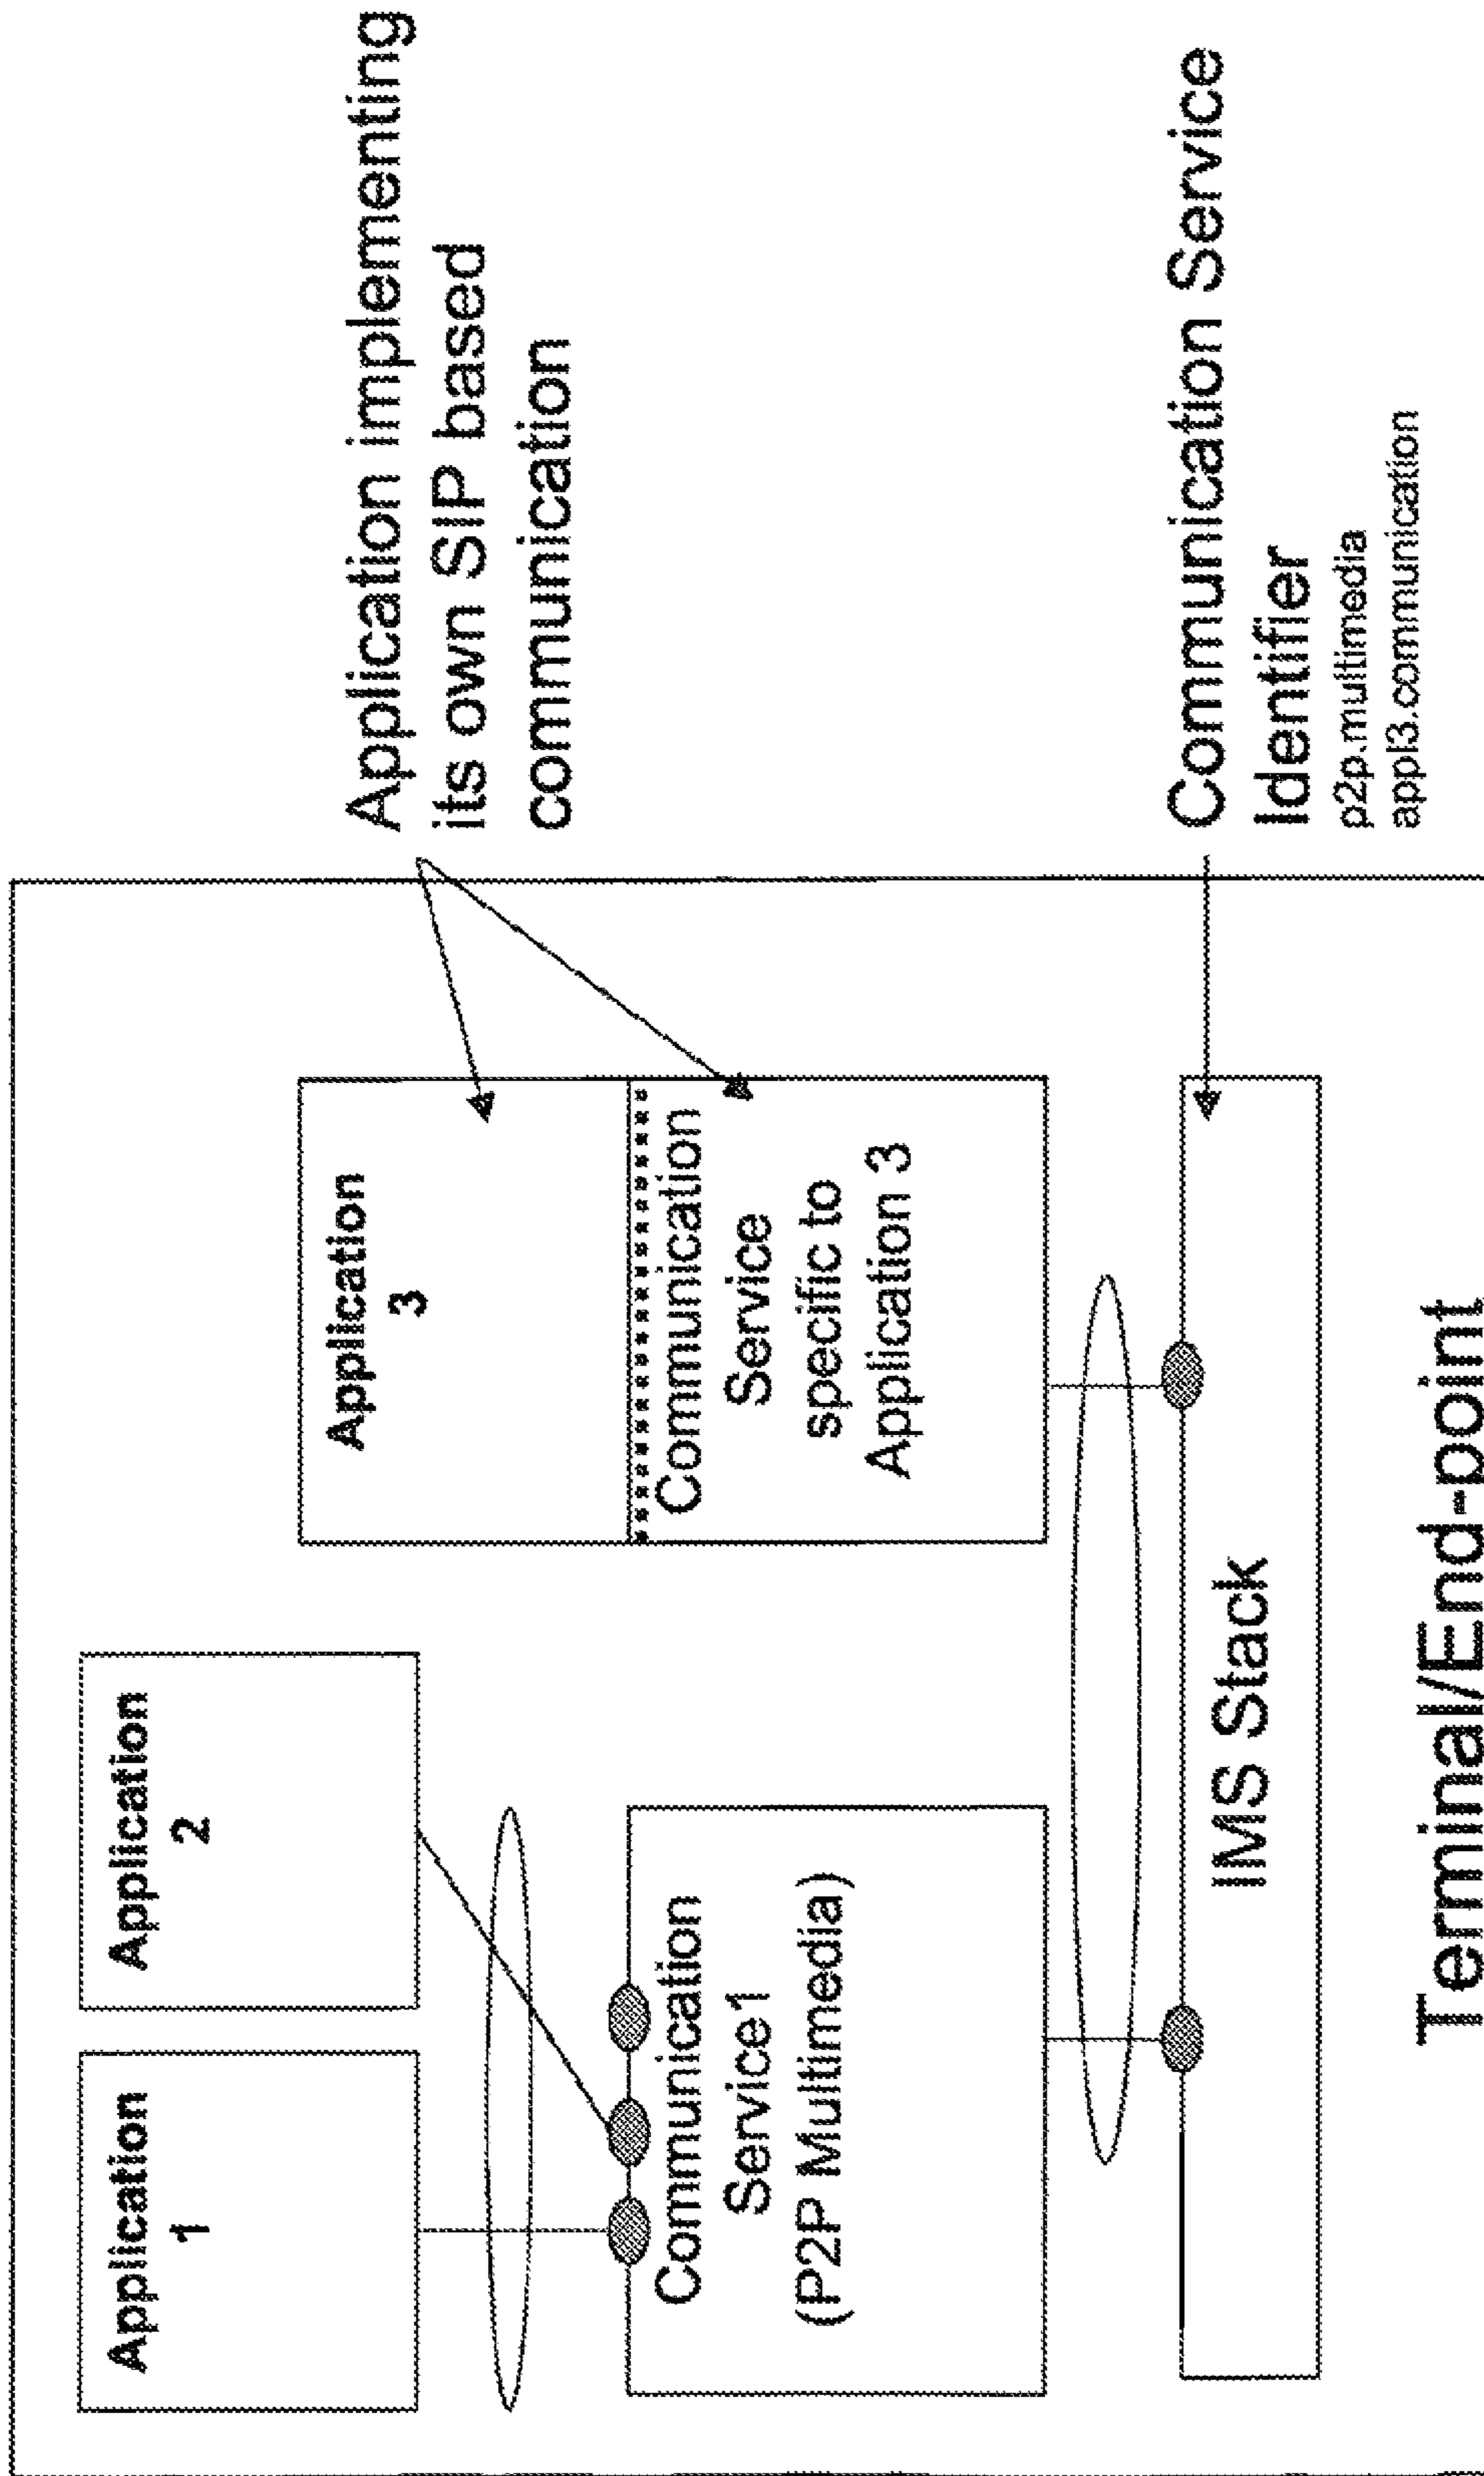 Application
1
Application
2
Application
3
Communication
Service1
(P2P Multimedia)
Communication
Service
specific to
Application 3
IMS Stack
Terminal/End-point
Application implementing
its own SIP based
communication
Communication Service
Identifier
p2p.multimedia
appl3.communication